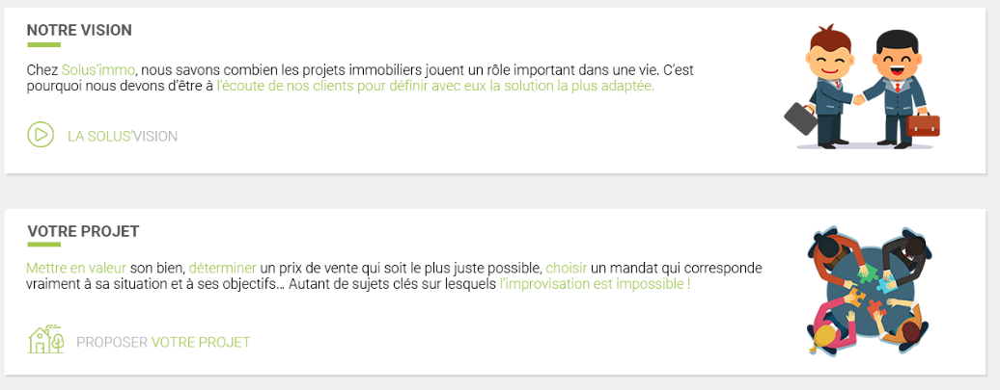 NOTRE VISION
Chez Solus'immo, nous savons combien les projets immobiliers jouent un rôle important dans une vie. C'est
pourquoi nous devons d'être à l'écoute de nos clients pour définir avec eux la solution la plus adaptée.
LA SOLUS'VISION
VOTRE PROJET
Mettre en valeur son bien, déterminer un prix de vente qui soit le plus juste possible, choisir un mandat qui corresponde
vraiment à sa situation et à ses objectifs... Autant de sujets clés sur lesquels l'improvisation est impossible !
PROPOSER VOTRE PROJET